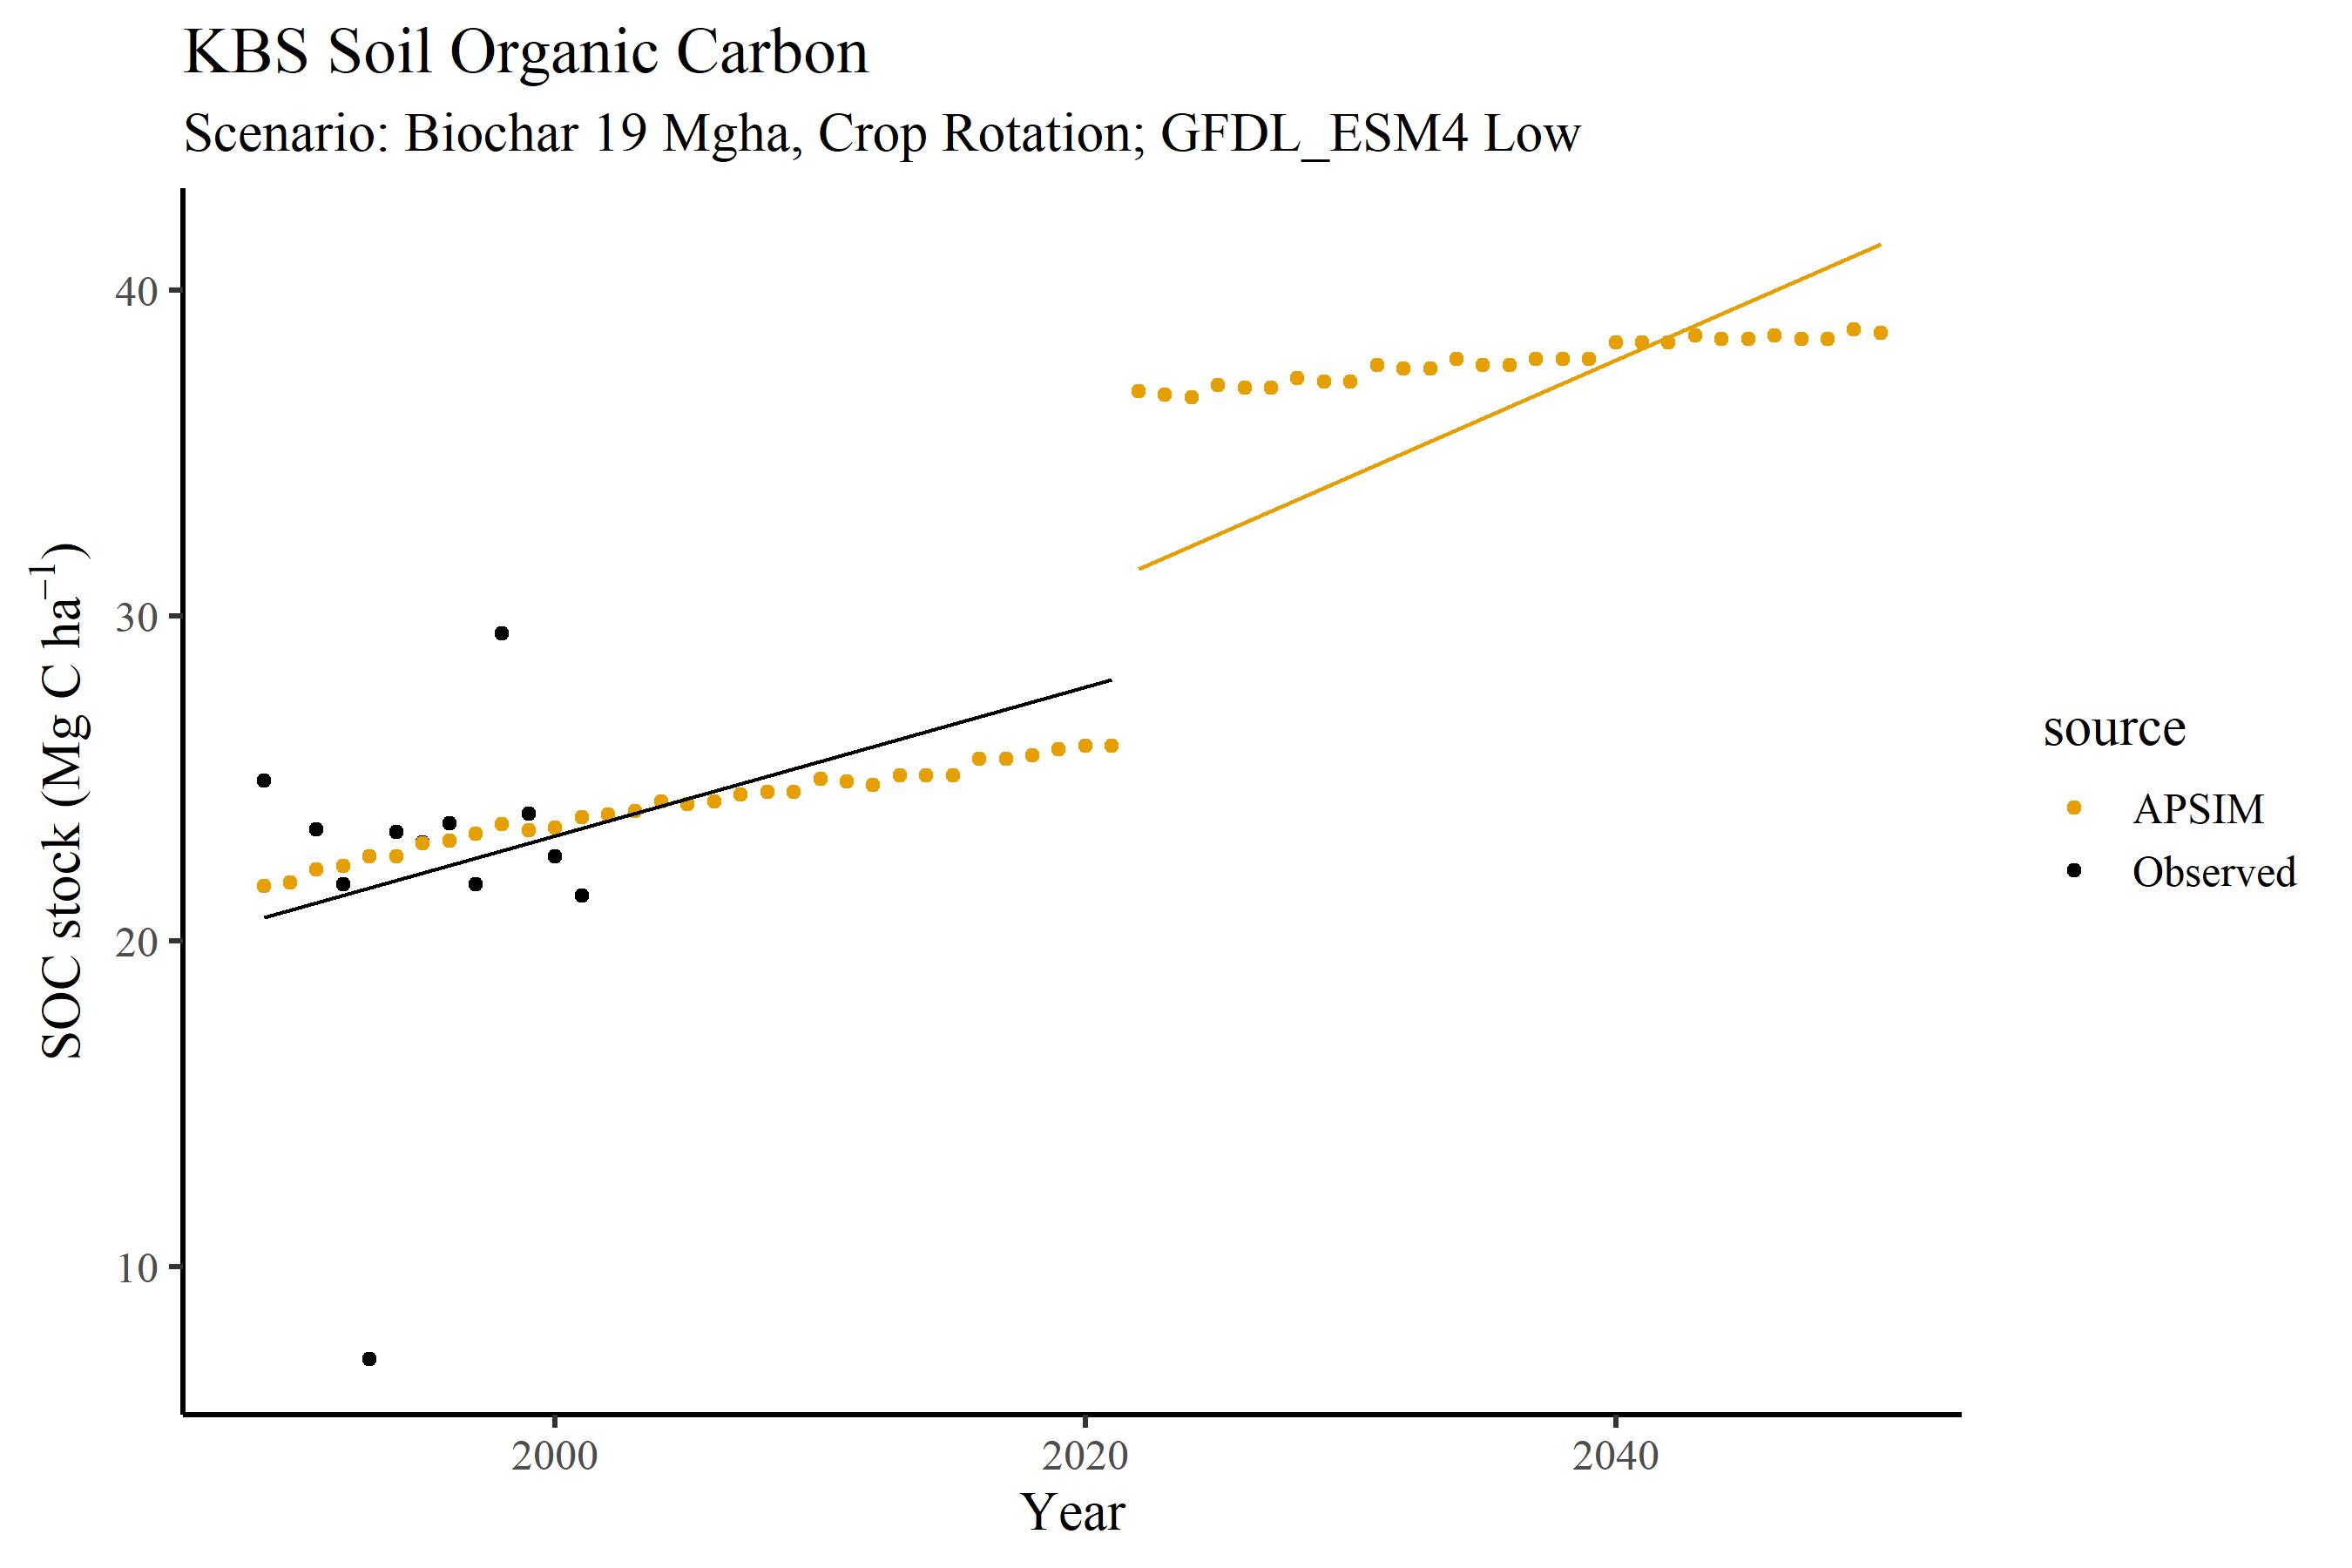 KBS Soil Organic Carbon
Scenario: Biochar 19 Mgha, Crop Rotation; GFDL_ESM4 Low
SOC stock (Mg C ha⁻¹)
40
30
20
10
2000 2020 2040
Year
source
APSIM
Observed